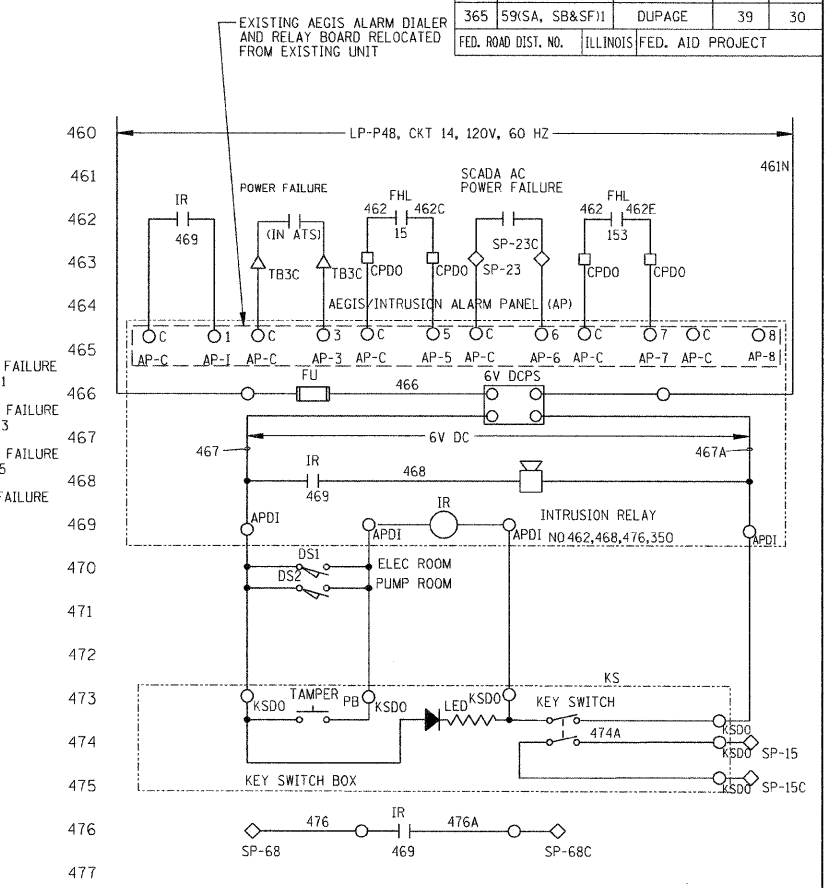 365 59(SA, SB&SF)1 DUPAGE 39 30
FED. ROAD DIST. NO. ILLINOIS FED. AID PROJECT
EXISTING AEGIS ALARM DIALER
AND RELAY BOARD RELOCATED
FROM EXISTING UNIT
460 LP-P48, CKT 14, 120V, 60 HZ
461 SCADA AC 461N
POWER FAILURE POWER FAILURE
IR FHL FHL
462 462 462C 462 462E
469 (IN ATS) 15 SP-23C 153
463 TB3C TB3C CPDO CPDO SP-23 CPDO CPDO
464 AEGIS/INTRUSION ALARM PANEL (AP)
C 1 C 3 C 5 C 6 C 7 C 8
465 AP-C AP-I AP-C AP-3 AP-C AP-5 AP-C AP-6 AP-C AP-7 AP-C AP-8
FAILURE
1
FU 466 6V DCPS
466
FAILURE
3
467 6V DC
FAILURE
5
467 467A
468 IR 468
469
FAILURE
IR
469 APDI APDI APDI INTRUSION RELAY APDI
NO 462,468,476,350
470 DS1 ELEC ROOM
DS2 PUMP ROOM
471
472
KS
473 KSDO TAMPER PB KSDO LED KSDO KEY SWITCH
KSDO
474 474A KSDO SP-15
475 KEY SWITCH BOX KSDO SP-15C
IR
476 476 476A
SP-68 469 SP-68C
477